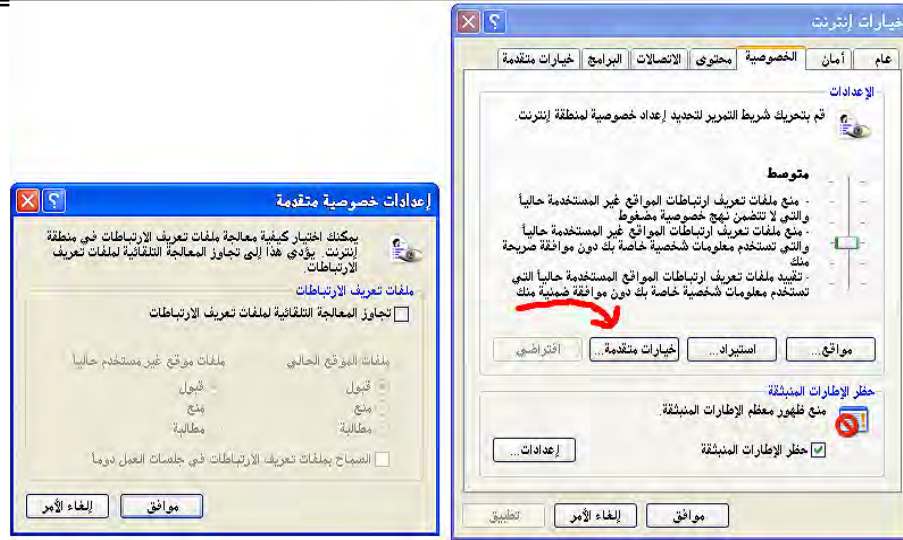 خيارات إنترنت
عام
أمان
الخصوصية
محتوى
الاتصالات
البرامج
خيارات متقدمة
الإعدادات
قم بتحريك شريط التمرير لتحديد إعداد خصوصية لمنطقة إنترنت.
متوسط
- منع ملفات تعريف ارتباطات المواقع غير المستخدمة حالياً
والتي لا تتضمن نهج خصوصية مضغوط
- منع ملفات تعريف ارتباطات المواقع غير المستخدمة حالياً
والتي تستخدم معلومات شخصية خاصة بك دون موافقة صريحة
منك
- تقييد ملفات تعريف ارتباطات المواقع المستخدمة حالياً التي
تستخدم معلومات شخصية خاصة بك دون موافقة ضمنية منك
مواقع...
استيراد...
خيارات متقدمة...
افتراضي
حظر الإطارات المنبثقة
منع ظهور معظم الإطارات المنبثقة.
حظر الإطارات المنبثقة
إعدادات...
موافق
إلغاء الأمر
تطبيق
إعدادات خصوصية متقدمة
يمكنك اختيار كيفية معالجة ملفات تعريف الارتباطات في منطقة
إنترنت. يؤدي هذا إلى تجاوز المعالجة التلقائية لملفات تعريف
الارتباطات.
ملفات تعريف الارتباطات
تجاوز المعالجة التلقائية لملفات تعريف الارتباطات
ملفات الموقع الحالي
ملفات موقع غير مستخدم حالياً
قبول
قبول
منع
منع
مطالبة
مطالبة
السماح بملفات تعريف الارتباطات في جلسات العمل دوماً
موافق
إلغاء الأمر